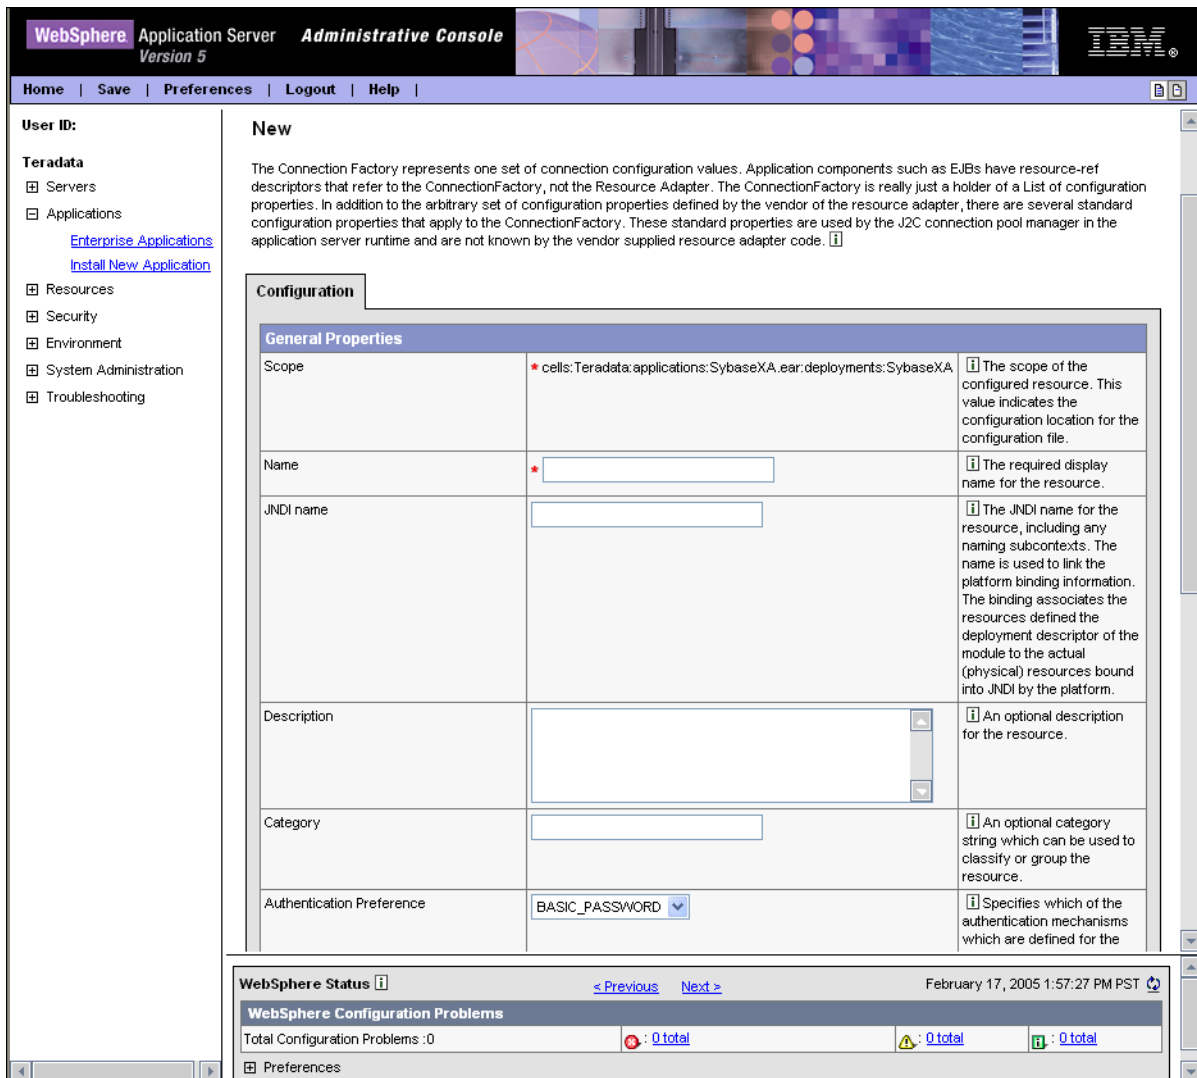 WebSphere. Application Server Administrative Console
Version 5
IBM®
Home | Save | Preferences | Logout | Help |
User ID:
Teradata
Servers
Applications
Enterprise Applications
Install New Application
Resources
Security
Environment
System Administration
Troubleshooting
New
The Connection Factory represents one set of connection configuration values. Application components such as EJBs have resource-ref
descriptors that refer to the ConnectionFactory, not the Resource Adapter. The ConnectionFactory is really just a holder of a List of configuration
properties. In addition to the arbitrary set of configuration properties defined by the vendor of the resource adapter, there are several standard
configuration properties that apply to the ConnectionFactory. These standard properties are used by the J2C connection pool manager in the
application server runtime and are not known by the vendor supplied resource adapter code. i
Configuration
General Properties
Scope
* cells:Teradata:applications:SybaseXA.ear:deployments:SybaseXA
i The scope of the
configured resource. This
value indicates the
configuration location for the
configuration file.
Name
*
i The required display
name for the resource.
JNDI name
i The JNDI name for the
resource, including any
naming subcontexts. The
name is used to link the
platform binding information.
The binding associates the
resources defined the
deployment descriptor of the
module to the actual
(physical) resources bound
into JNDI by the platform.
Description
i An optional description
for the resource.
Category
i An optional category
string which can be used to
classify or group the
resource.
Authentication Preference
BASIC_PASSWORD
i Specifies which of the
authentication mechanisms
which are defined for the
WebSphere Status i
< Previous Next >
February 17, 2005 1:57:27 PM PST
WebSphere Configuration Problems
Total Configuration Problems :0
: 0 total
: 0 total
i : 0 total
Preferences